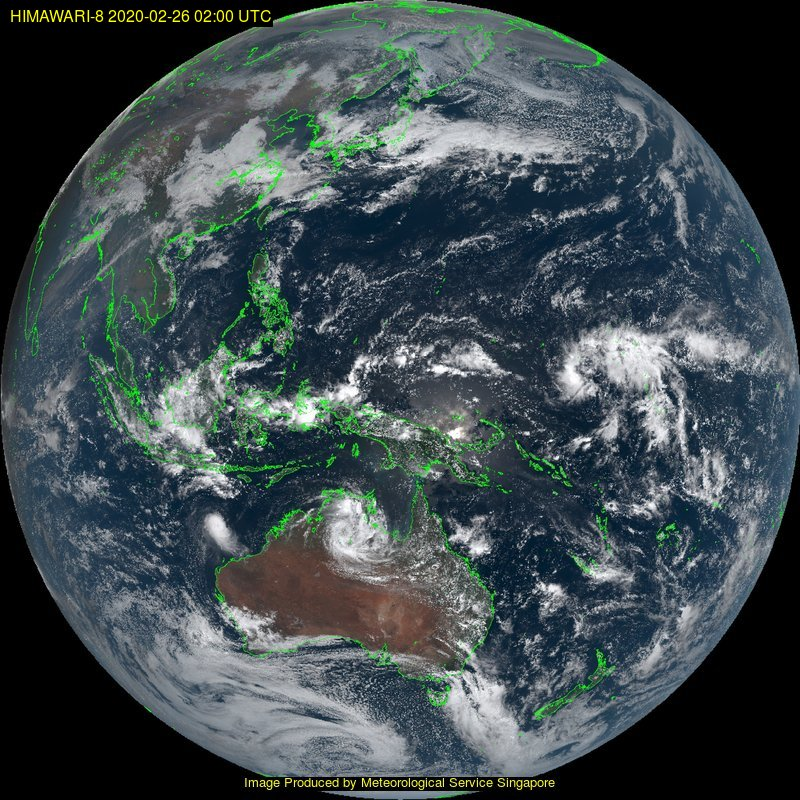 HIMAWARI-8 2020-02-26 02:00 UTC
Image Produced by Meteorological Service Singapore